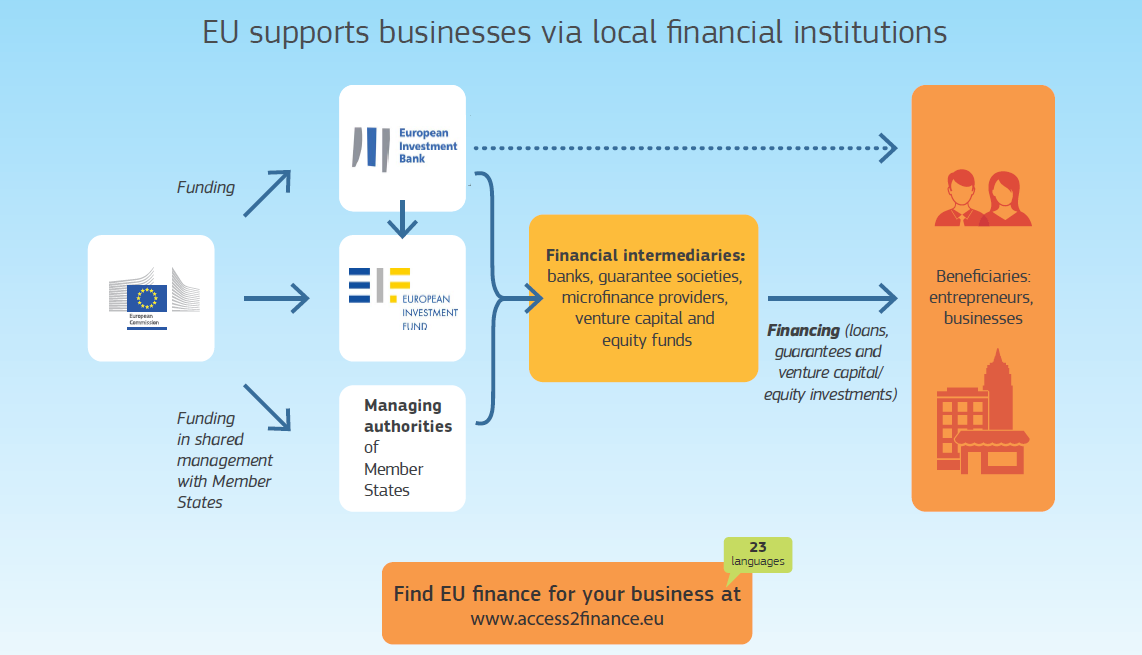 EU supports businesses via local financial institutions
European
Investment
Bank
Funding
European
Commission
EUROPEAN
INVESTMENT
FUND
Funding
in shared
management
with Member
States
Managing
authorities
of
Member
States
Financial intermediaries:
banks, guarantee societies,
microfinance providers,
venture capital and
equity funds
Financing (loans,
guarantees and
venture capital/
equity investments)
Beneficiaries:
entrepreneurs,
businesses
23
languages
Find EU finance for your business at
www.access2finance.eu